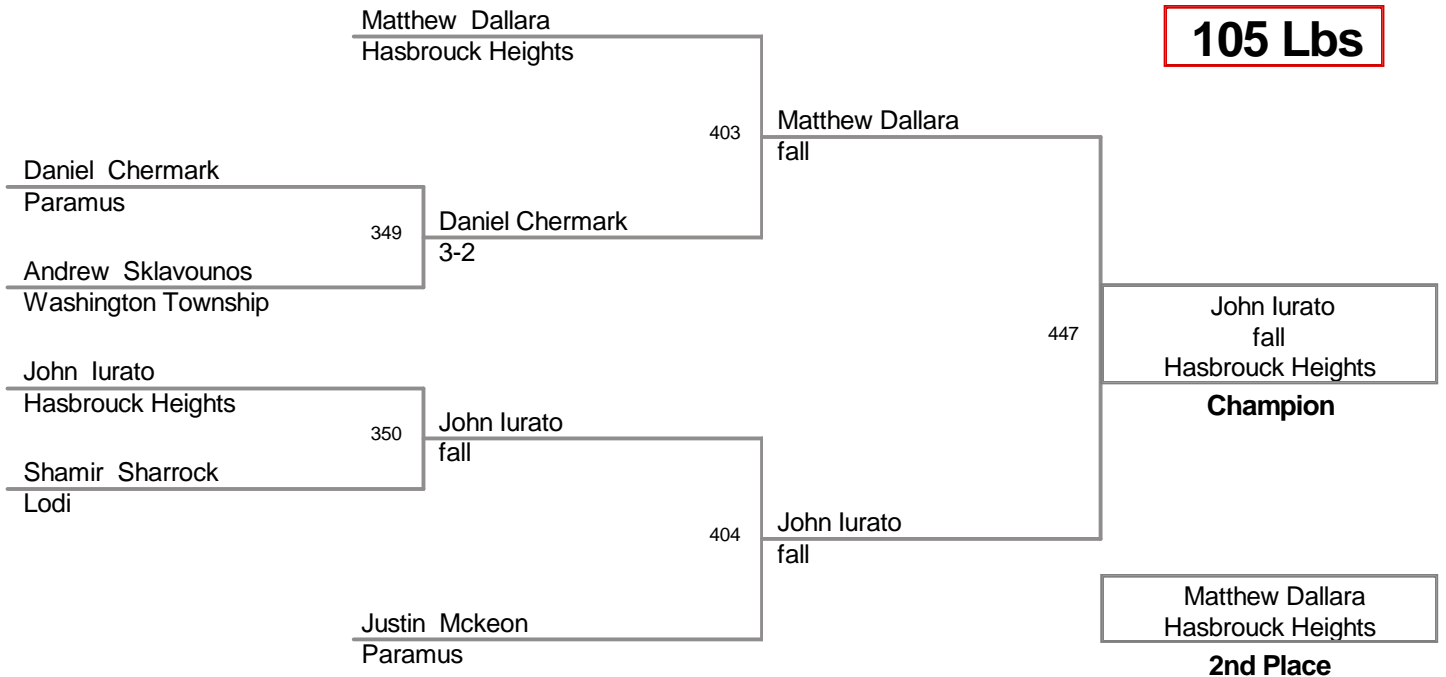 Matthew Dallara
Hasbrouck Heights
105 Lbs
403
Matthew Dallara
fall
Daniel Chermark
Paramus
349
Daniel Chermark
3-2
Andrew Sklavounos
Washington Township
447
John Iurato
fall
Hasbrouck Heights
Champion
John Iurato
Hasbrouck Heights
350
John Iurato
fall
Shamir Sharrock
Lodi
404
John Iurato
fall
Justin Mckeon
Paramus
Matthew Dallara
Hasbrouck Heights
2nd Place